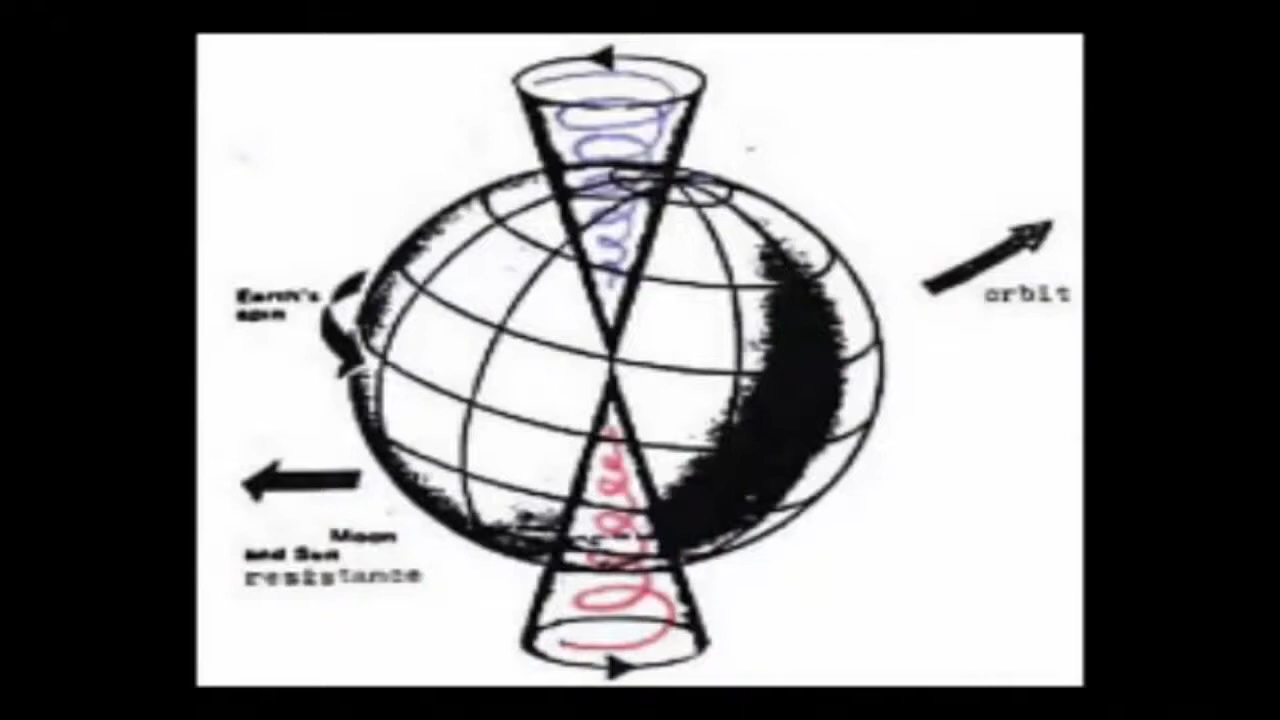 orbit
Earth's
spin
Moon
and Sun
resistance